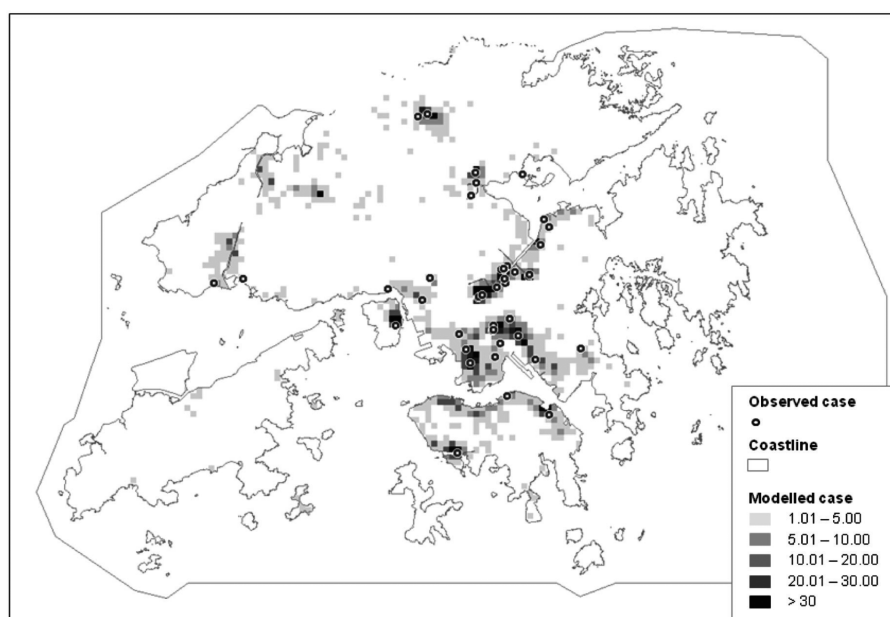 Observed case
Coastline
Modelled case
1.01 – 5.00
5.01 – 10.00
10.01 – 20.00
20.01 – 30.00
> 30